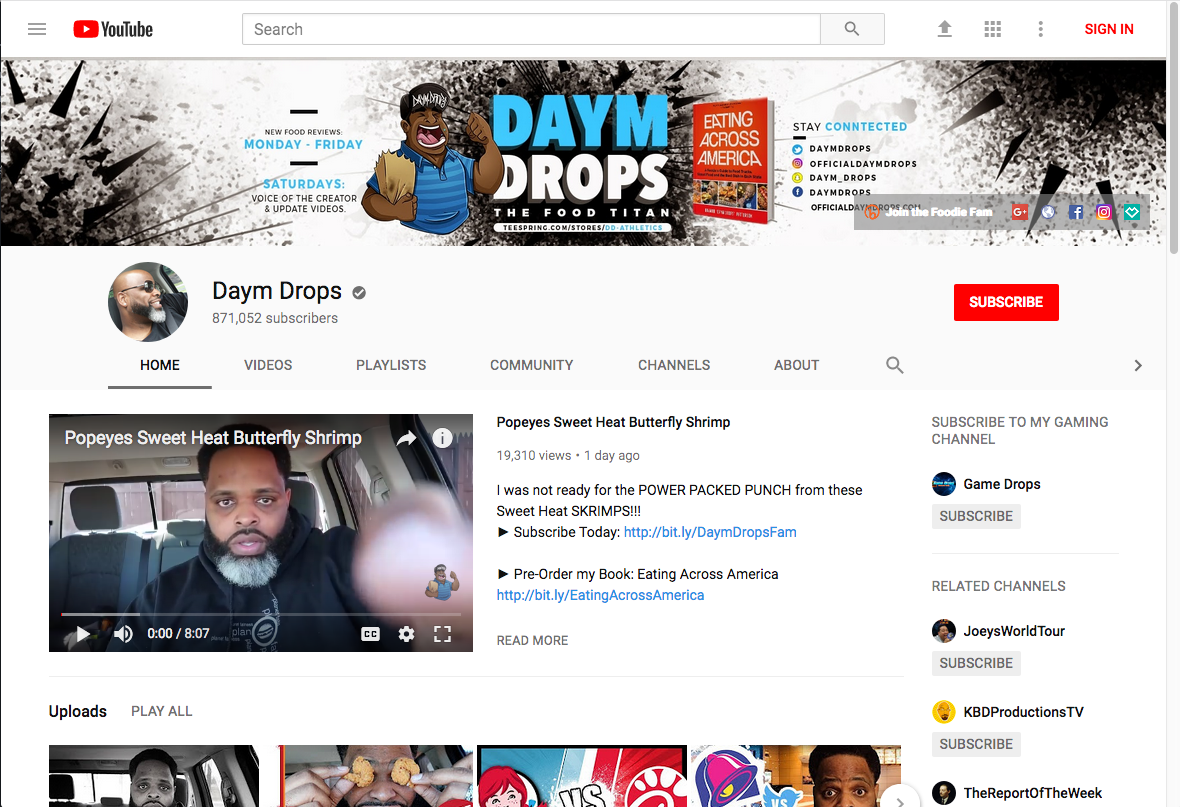 YouTube
Search
SIGN IN
NEW FOOD REVIEWS:
MONDAY - FRIDAY
SATURDAYS:
VOICE OF THE CREATOR
& UPDATE VIDEOS.
DAYM DROPS
DAYM
DROPS
THE FOOD TITAN
TEESPRING.COM/STORES/DD-ATHLETICS
EATING
ACROSS
AMERICA
STAY CONNTECTED
DAYMDROPS
OFFICIALDAYMDROPS
DAYM_DROPS
DAYMDROPS
OFFICIALDAYMDROPS.COM
Join the Foodie Fam
Daym Drops
871,052 subscribers
SUBSCRIBE
HOME
VIDEOS
PLAYLISTS
COMMUNITY
CHANNELS
ABOUT
Popeyes Sweet Heat Butterfly Shrimp
0:00 / 8:07
CC
Popeyes Sweet Heat Butterfly Shrimp
19,310 views • 1 day ago
I was not ready for the POWER PACKED PUNCH from these
Sweet Heat SKRIMPS!!!
► Subscribe Today: http://bit.ly/DaymDropsFam
► Pre-Order my Book: Eating Across America
http://bit.ly/EatingAcrossAmerica
READ MORE
SUBSCRIBE TO MY GAMING
CHANNEL
Game Drops
SUBSCRIBE
RELATED CHANNELS
JoeysWorldTour
SUBSCRIBE
KBDProductionsTV
SUBSCRIBE
TheReportOfTheWeek
Uploads
PLAY ALL
VS
VS